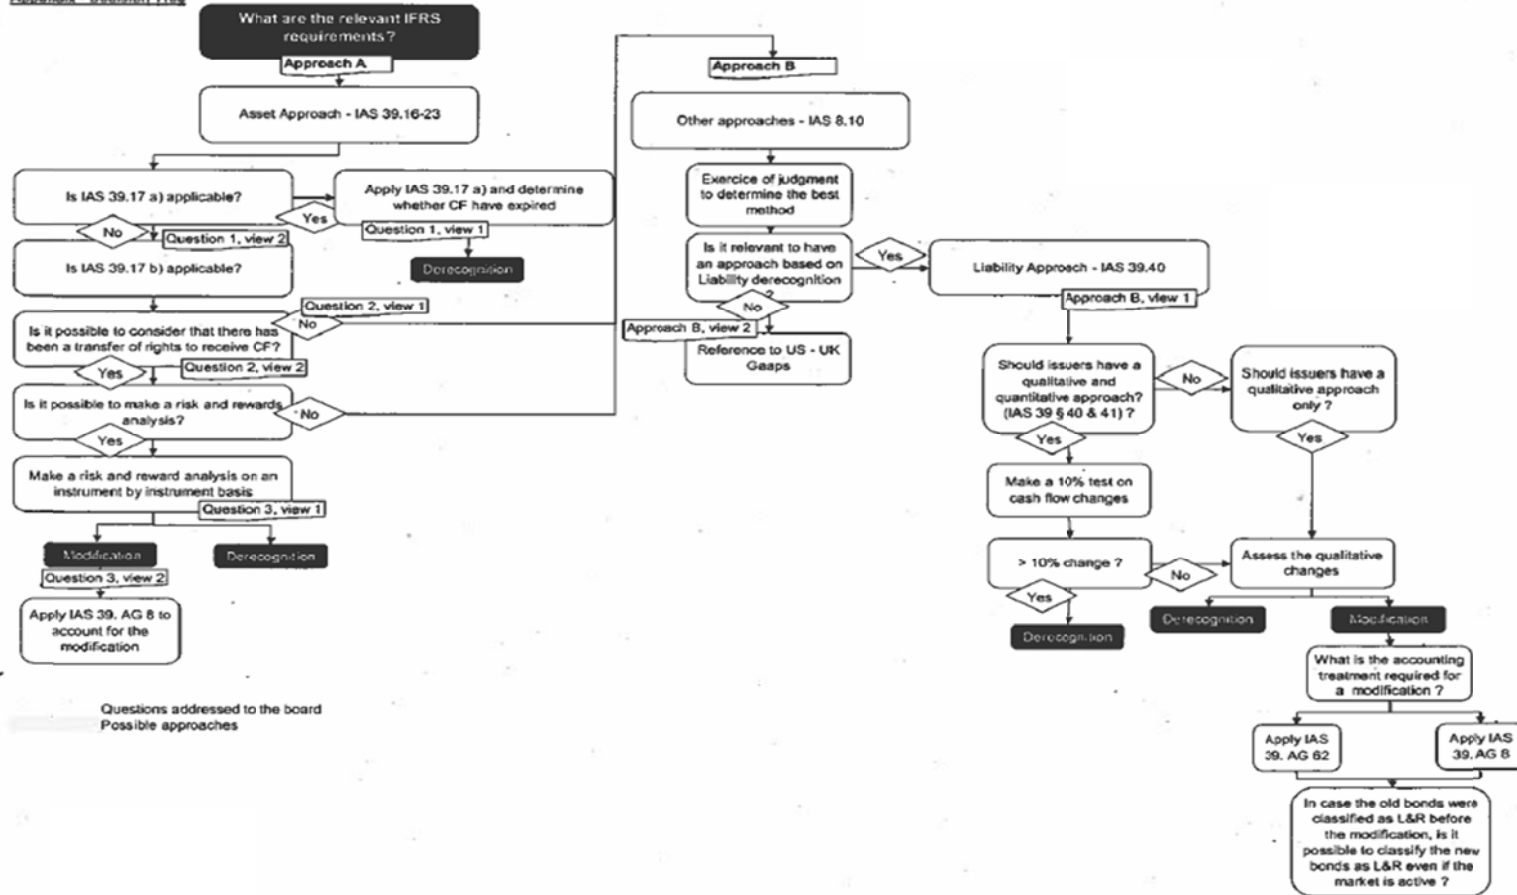 Appendix - Decision Tree
What are the relevant IFRS
requirements?
Approach A
Asset Approach - IAS 39.16-23
Is IAS 39.17 a) applicable?
Yes
Apply IAS 39.17 a) and determine
whether CF have expired
Question 1, view 1
Derecognition
No
Question 1, view 2
Is IAS 39.17 b) applicable?
Question 2, view 1
Is it possible to consider that there has
been a transfer of rights to receive CF?
No
Yes
Question 2, view 2
Is it possible to make a risk and rewards
analysis?
No
Yes
Make a risk and reward analysis on an
instrument by instrument basis
Question 3, view 1
Modification
Derecognition
Question 3, view 2
Apply IAS 39. AG 8 to
account for the
modification
Questions addressed to the board
Possible approaches
Approach B
Other approaches - IAS 8.10
Exercice of judgment
to determine the best
method
Is it relevant to have
an approach based on
Liability derecognition
?
Yes
No
Approach B, view 2
Reference to US - UK
Gaaps
Liability Approach - IAS 39.40
Approach B, view 1
Should issuers have a
qualitative and
quantitative approach?
(IAS 39 § 40 & 41) ?
No
Should issuers have a
qualitative approach
only ?
Yes
Yes
Make a 10% test on
cash flow changes
> 10% change ?
No
Assess the qualitative
changes
Yes
Derecognition
Derecognition
Modification
What is the accounting
treatment required for
a modification ?
Apply IAS
39. AG 62
Apply IAS
39. AG 8
In case the old bonds were
classified as L&R before
the modification, is it
possible to classify the new
bonds as L&R even if the
market is active ?